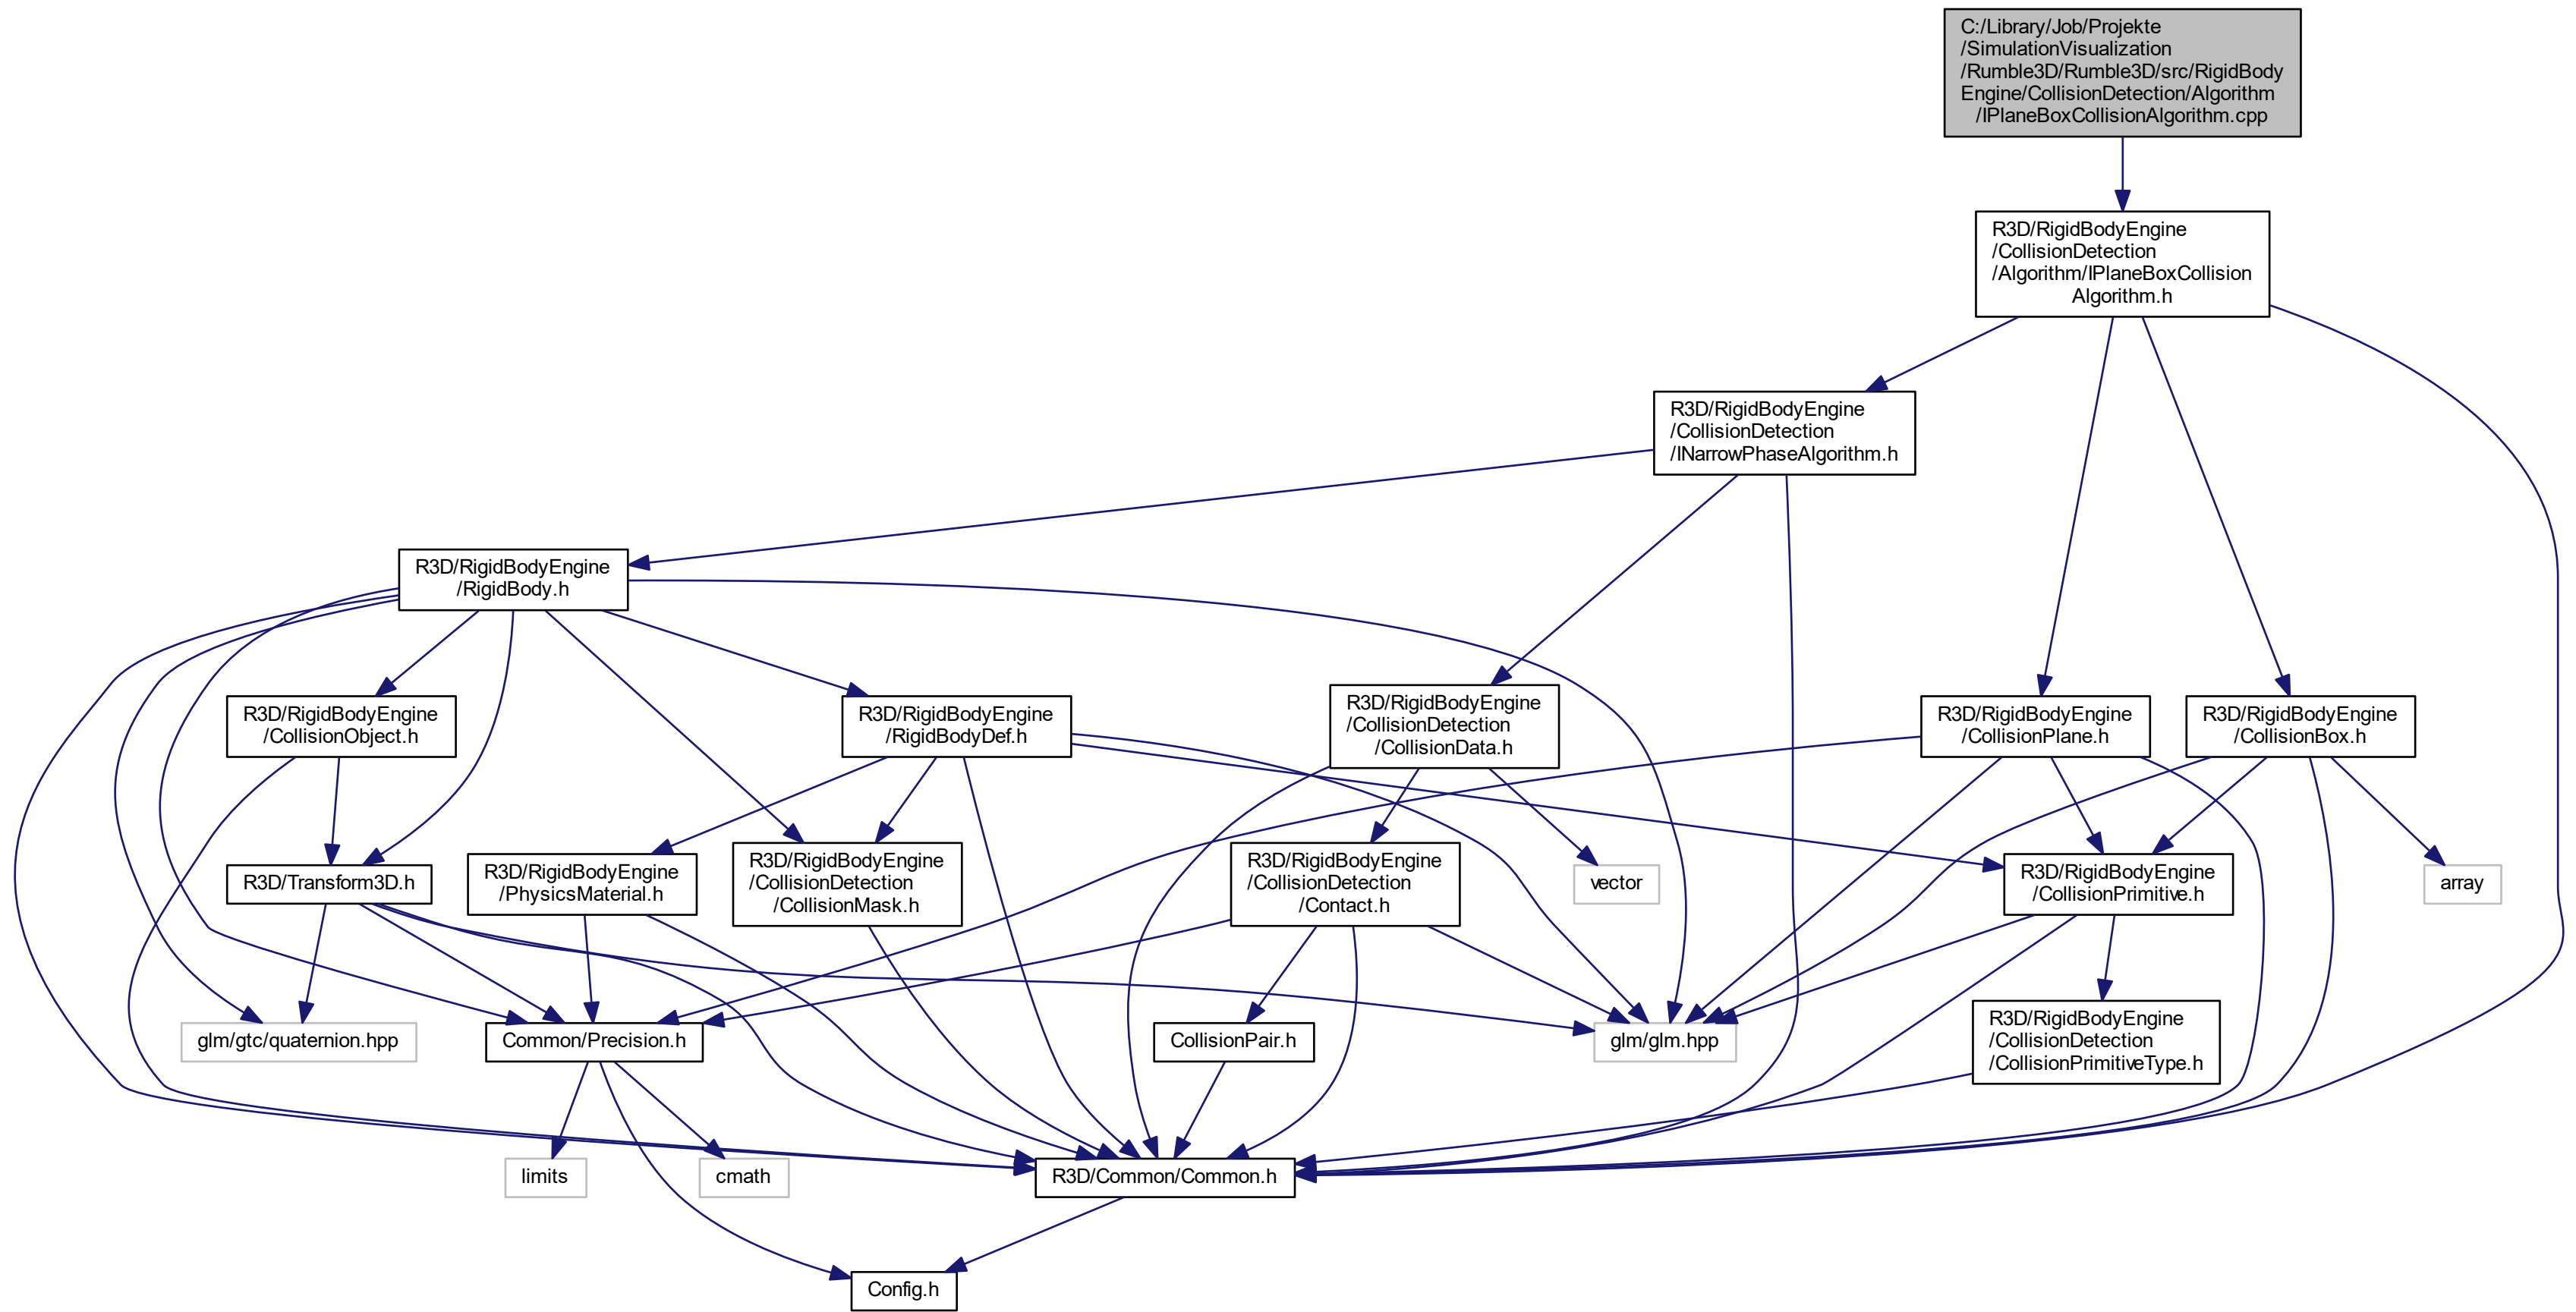 C:/Library/Job/Projekte
/SimulationVisualization
/Rumble3D/Rumble3D/src/RigidBody
Engine/CollisionDetection/Algorithm
/IPlaneBoxCollisionAlgorithm.cpp
R3D/RigidBodyEngine
/CollisionDetection
/Algorithm/IPlaneBoxCollision
Algorithm.h
R3D/RigidBodyEngine
/CollisionDetection
/INarrowPhaseAlgorithm.h
R3D/RigidBodyEngine
/RigidBody.h
R3D/RigidBodyEngine
/CollisionObject.h
R3D/RigidBodyEngine
/RigidBodyDef.h
R3D/RigidBodyEngine
/CollisionDetection
/CollisionData.h
R3D/RigidBodyEngine
/CollisionPlane.h
R3D/RigidBodyEngine
/CollisionBox.h
R3D/Transform3D.h
R3D/RigidBodyEngine
/PhysicsMaterial.h
R3D/RigidBodyEngine
/CollisionDetection
/CollisionMask.h
R3D/RigidBodyEngine
/CollisionDetection
/Contact.h
vector
R3D/RigidBodyEngine
/CollisionPrimitive.h
array
glm/gtc/quaternion.hpp
Common/Precision.h
CollisionPair.h
glm/glm.hpp
R3D/RigidBodyEngine
/CollisionDetection
/CollisionPrimitiveType.h
limits
cmath
R3D/Common/Common.h
Config.h